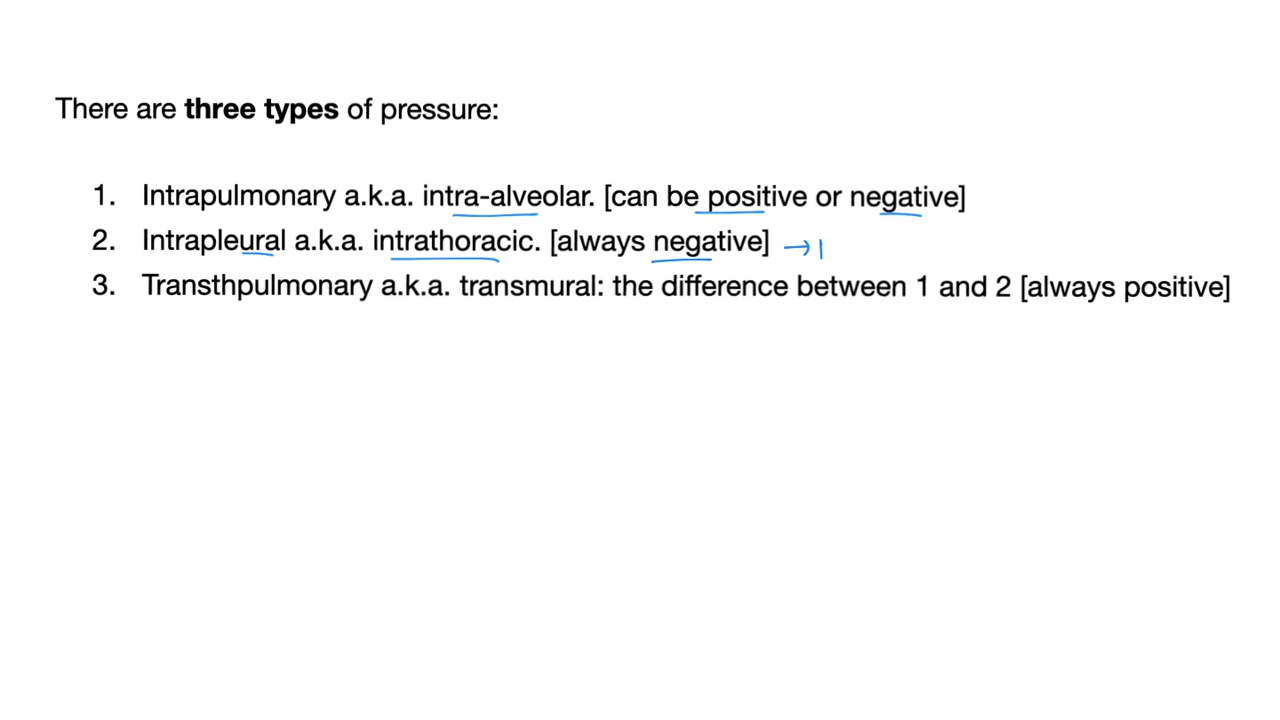 There are three types of pressure:
1. Intrapulmonary a.k.a. intra-alveolar. [can be positive or negative]
2. Intrapleural a.k.a. intrathoracic. [always negative] →
3. Transthpulmonary a.k.a. transmural: the difference between 1 and 2 [always positive]